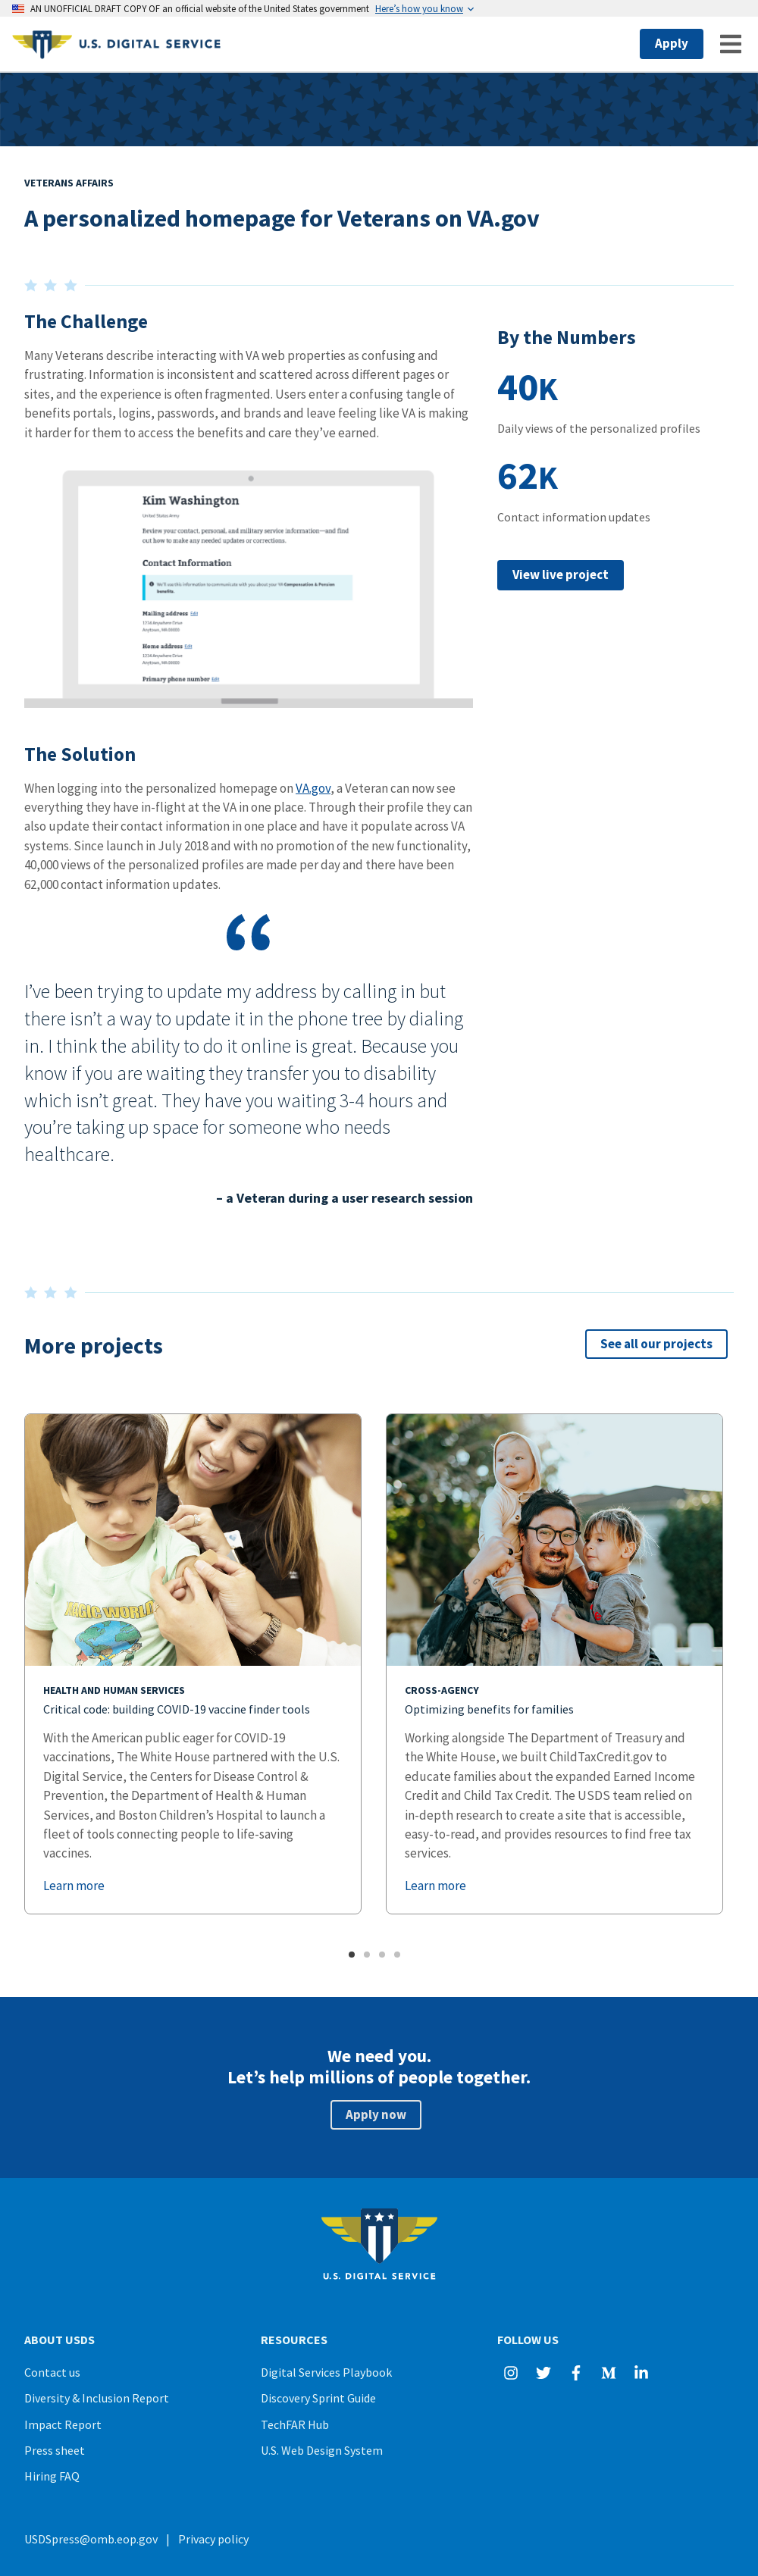 AN UNOFFICIAL DRAFT COPY OF an official website of the United States government Here's how you know
U.S. DIGITAL SERVICE
Apply
VETERANS AFFAIRS
A personalized homepage for Veterans on VA.gov
The Challenge
Many Veterans describe interacting with VA web properties as confusing and
frustrating. Information is inconsistent and scattered across different pages or
sites, and the experience is often fragmented. Users enter a confusing tangle of
benefits portals, logins, passwords, and brands and leave feeling like VA is making
it harder for them to access the benefits and care they've earned.
Kim Washington
United States Army
Review your contact, personal, and military service information—and find
out how to make any needed updates or corrections.
Contact Information
We'll use this information to communicate with you about your VA Compensation & Pension
benefits.
Mailing address Edit
1716 Anywhere Drive
Anytown, MA 00000
Home address Edit
1234 Anywhere Drive
Anytown, MA 00000
Primary phone number Edit
By the Numbers
40K
Daily views of the personalized profiles
62K
Contact information updates
View live project
The Solution
When logging into the personalized homepage on VA.gov, a Veteran can now see
everything they have in-flight at the VA in one place. Through their profile they can
also update their contact information in one place and have it populate across VA
systems. Since launch in July 2018 and with no promotion of the new functionality,
40,000 views of the personalized profiles are made per day and there have been
62,000 contact information updates.
“
I've been trying to update my address by calling in but
there isn't a way to update it in the phone tree by dialing
in. I think the ability to do it online is great. Because you
know if you are waiting they transfer you to disability
which isn't great. They have you waiting 3-4 hours and
you're taking up space for someone who needs
healthcare.
– a Veteran during a user research session
More projects
See all our projects
MAGIC WORLD
HEALTH AND HUMAN SERVICES
Critical code: building COVID-19 vaccine finder tools
With the American public eager for COVID-19
vaccinations, The White House partnered with the U.S.
Digital Service, the Centers for Disease Control &
Prevention, the Department of Health & Human
Services, and Boston Children's Hospital to launch a
fleet of tools connecting people to life-saving
vaccines.
Learn more
CROSS-AGENCY
Optimizing benefits for families
Working alongside The Department of Treasury and
the White House, we built ChildTaxCredit.gov to
educate families about the expanded Earned Income
Credit and Child Tax Credit. The USDS team relied on
in-depth research to create a site that is accessible,
easy-to-read, and provides resources to find free tax
services.
Learn more
We need you.
Let's help millions of people together.
Apply now
U.S. DIGITAL SERVICE
ABOUT USDS
Contact us
Diversity & Inclusion Report
Impact Report
Press sheet
Hiring FAQ
RESOURCES
Digital Services Playbook
Discovery Sprint Guide
TechFAR Hub
U.S. Web Design System
FOLLOW US
USDSpress@omb.eop.gov | Privacy policy